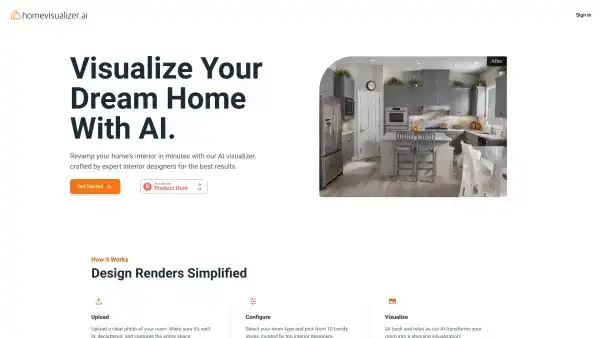 homevisualizer.ai
Sign in
Visualize Your
Dream Home
With AI.
After
Revamp your home's interior in minutes with our AI visualizer,
crafted by expert interior designers for the best results.
Get Started
Product Hunt
How it Works
Design Renders Simplified
Upload
Configure
Visualize
Upload a clear photo of your room. Make sure it's well-
lit, decluttered, and captures the entire space.
Select your room type and pick from 10 trendy
styles, curated by top interior designers.
Sit back and relax as our AI transforms your
room into a stunning visualization!